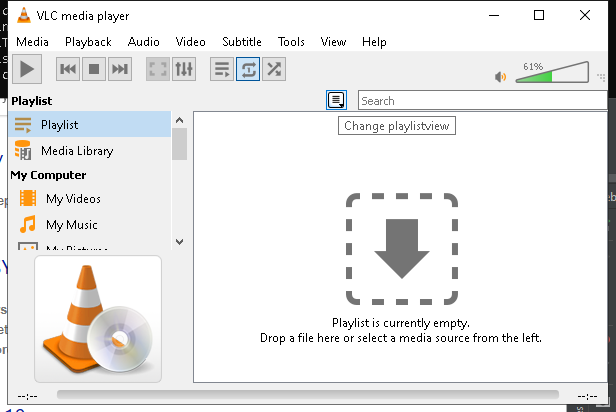 VLC media player
Media Playback Audio Video Subtitle Tools View Help
61%
Playlist
Search
Change playlistview
Playlist
Media Library
My Computer
My Videos
My Music
My Pictures
Playlist is currently empty.
Drop a file here or select a media source from the left.
--:-- --:--